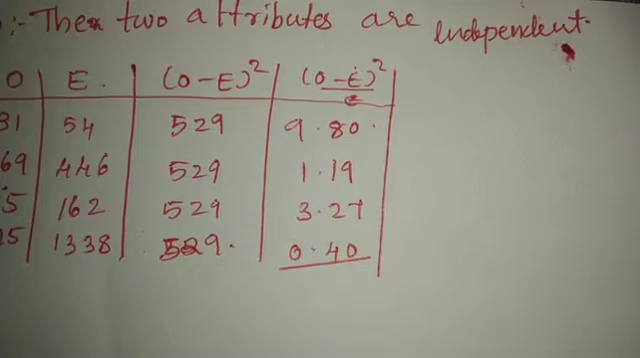 :- Then two attributes are independent.
O E. (O-E)² (O-E)²/E
31 54 529 9.80.
69 446 529 1.19
5 162 529 3.27
5 1338 529. 0.40